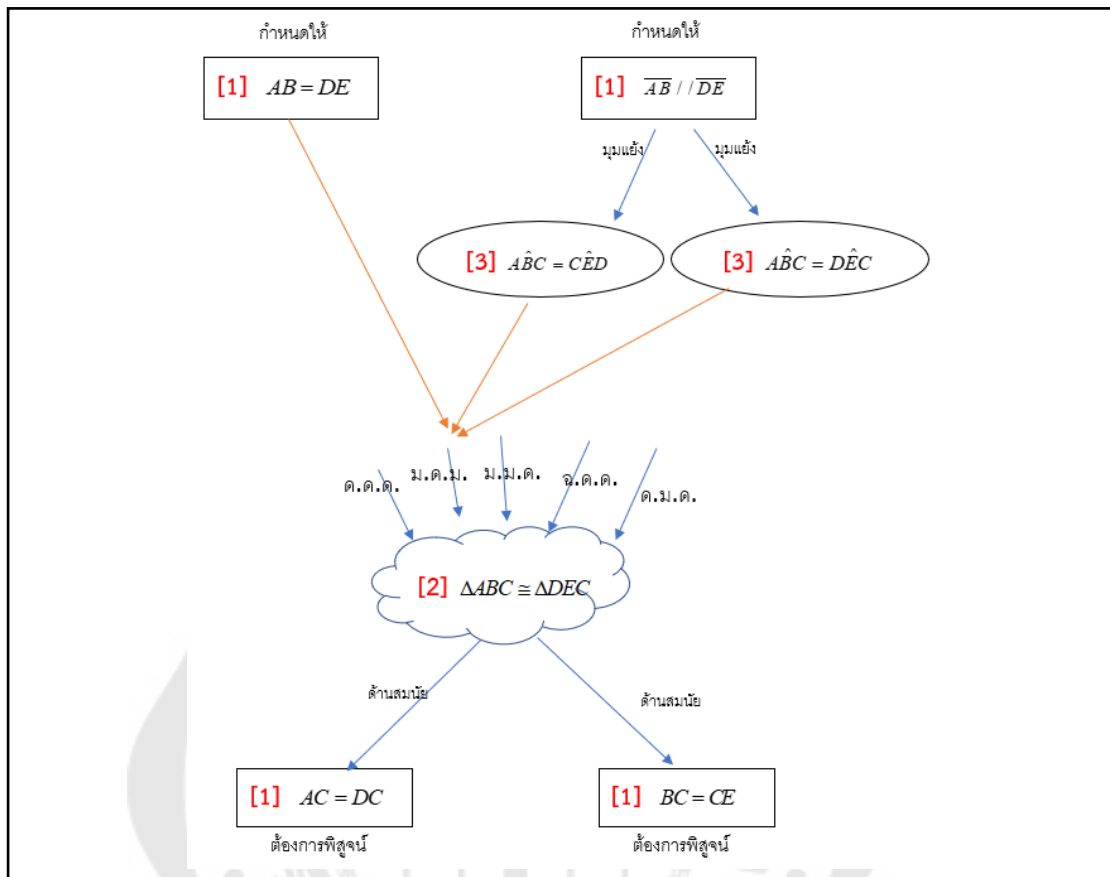 กำหนดให้ กำหนดให้
[1] AB = DE [1] \overline{AB} // \overline{DE}
มุมแย้ง มุมแย้ง
[3] AB̂C = CÊD [3] AB̂C = DÊC
ด.ด.ด. ม.ด.ม. ม.ม.ด. ฉ.ด.ด. ด.ม.ด.
[2] ΔABC ≅ ΔDEC
ด้านสมนัย ด้านสมนัย
[1] AC = DC [1] BC = CE
ต้องการพิสูจน์ ต้องการพิสูจน์